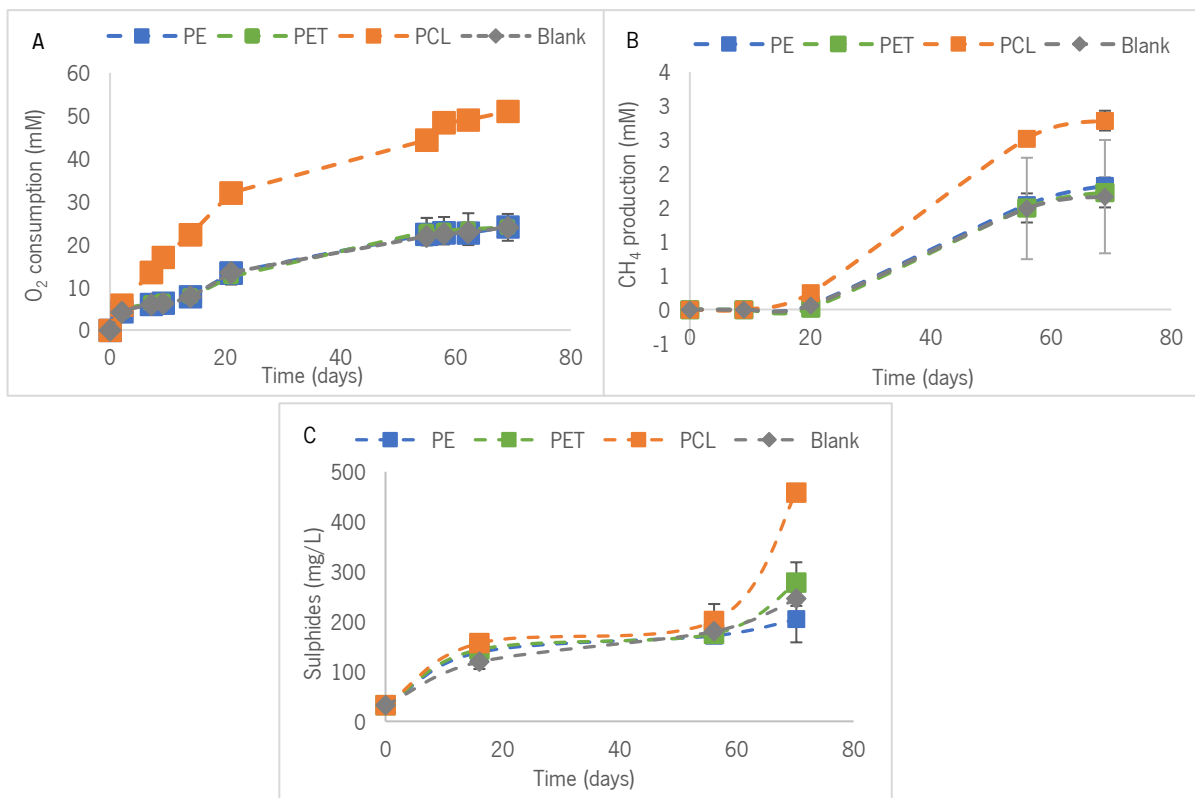 A
PE PET PCL Blank
O2 consumption (mM)
60
50
40
30
20
10
0
0 20 40 60 80
Time (days)
B
PE PET PCL Blank
CH4 production (mM)
4
3
3
2
2
1
1
0
-1
0 20 40 60 80
Time (days)
C
PE PET PCL Blank
Sulphides (mg/L)
500
400
300
200
100
0
0 20 40 60 80
Time (days)